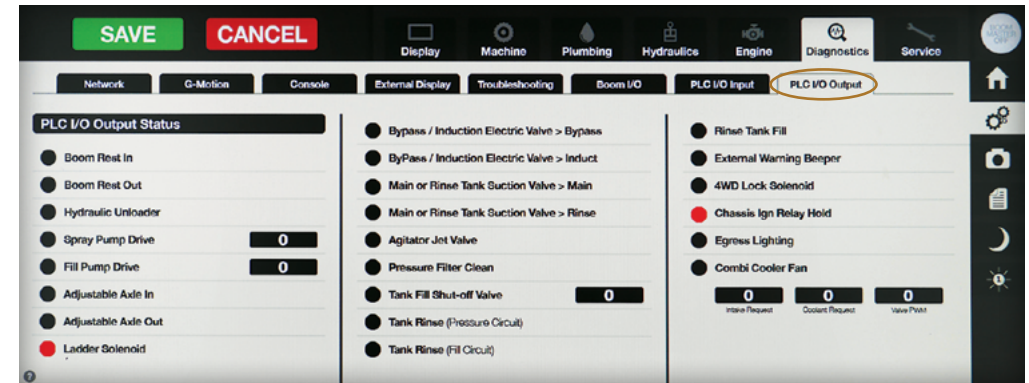 SAVE
CANCEL
Display
Machine
Plumbing
Hydraulics
Engine
Diagnostics
Service
BOOM
MASTER
OFF
Network
G-Motion
Console
External Display
Troubleshooting
Boom I/O
PLC I/O Input
PLC I/O Output
PLC I/O Output Status
Boom Rest In
Boom Rest Out
Hydraulic Unloader
Spray Pump Drive 0
Fill Pump Drive 0
Adjustable Axle In
Adjustable Axle Out
Ladder Solenoid
Bypass / Induction Electric Valve > Bypass
ByPass / Induction Electric Valve > Induct
Main or Rinse Tank Suction Valve > Main
Main or Rinse Tank Suction Valve > Rinse
Agitator Jet Valve
Pressure Filter Clean
Tank Fill Shut-off Valve 0
Tank Rinse (Pressure Circuit)
Tank Rinse (Fill Circuit)
Rinse Tank Fill
External Warning Beeper
4WD Lock Solenoid
Chassis Ign Relay Hold
Egress Lighting
Combi Cooler Fan
0 0 0
Intake Request Coolant Request Valve PWM
?